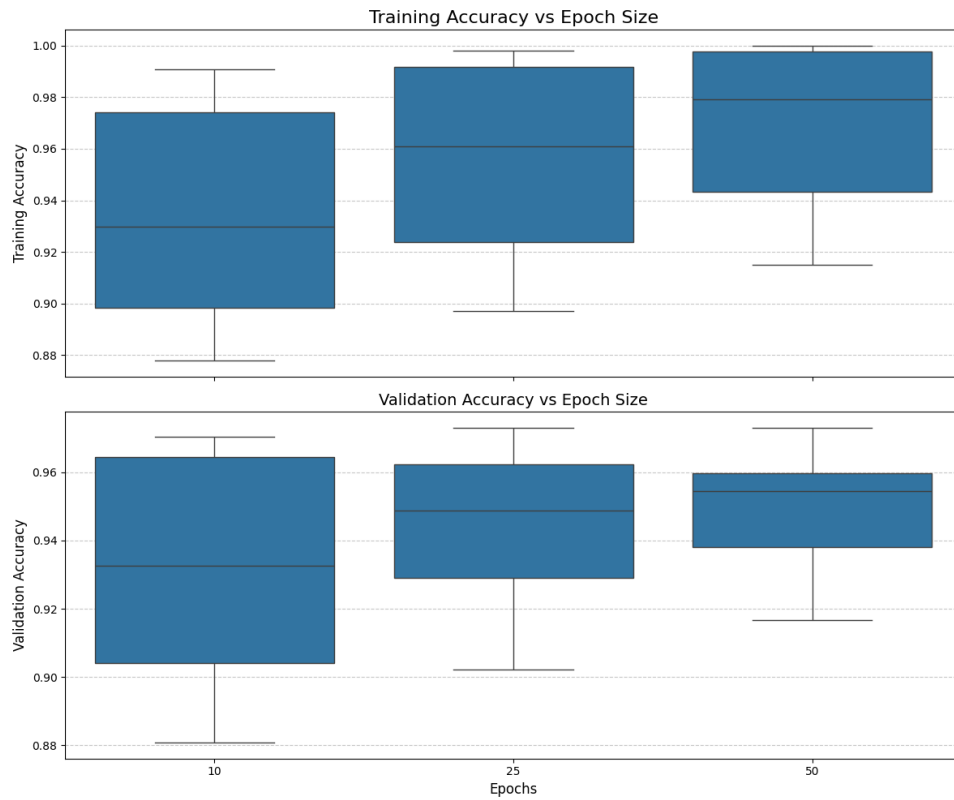 Training Accuracy vs Epoch Size
Training Accuracy
1.00
0.98
0.96
0.94
0.92
0.90
0.88
Validation Accuracy vs Epoch Size
Validation Accuracy
0.96
0.94
0.92
0.90
0.88
10 25 50
Epochs